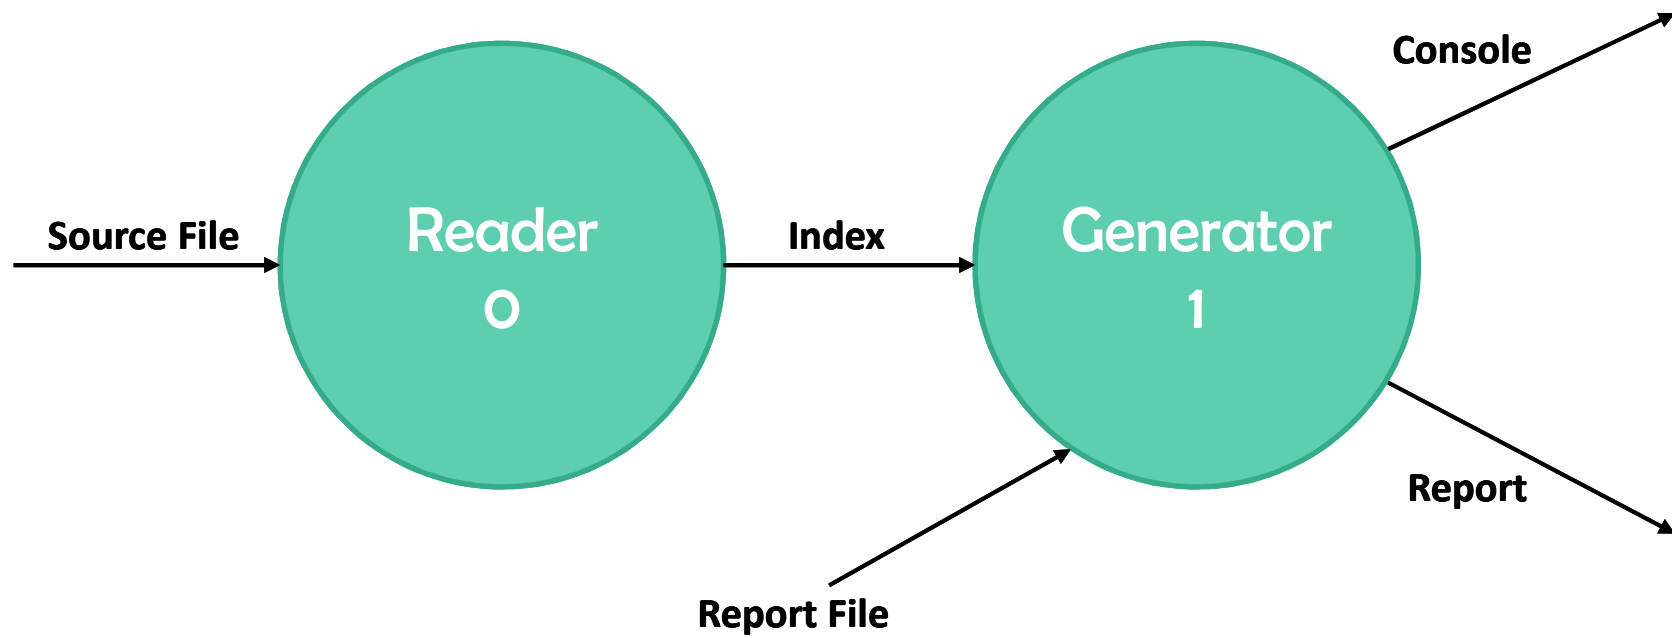 Console
Source File
Reader
0
Index
Generator
1
Report
Report File